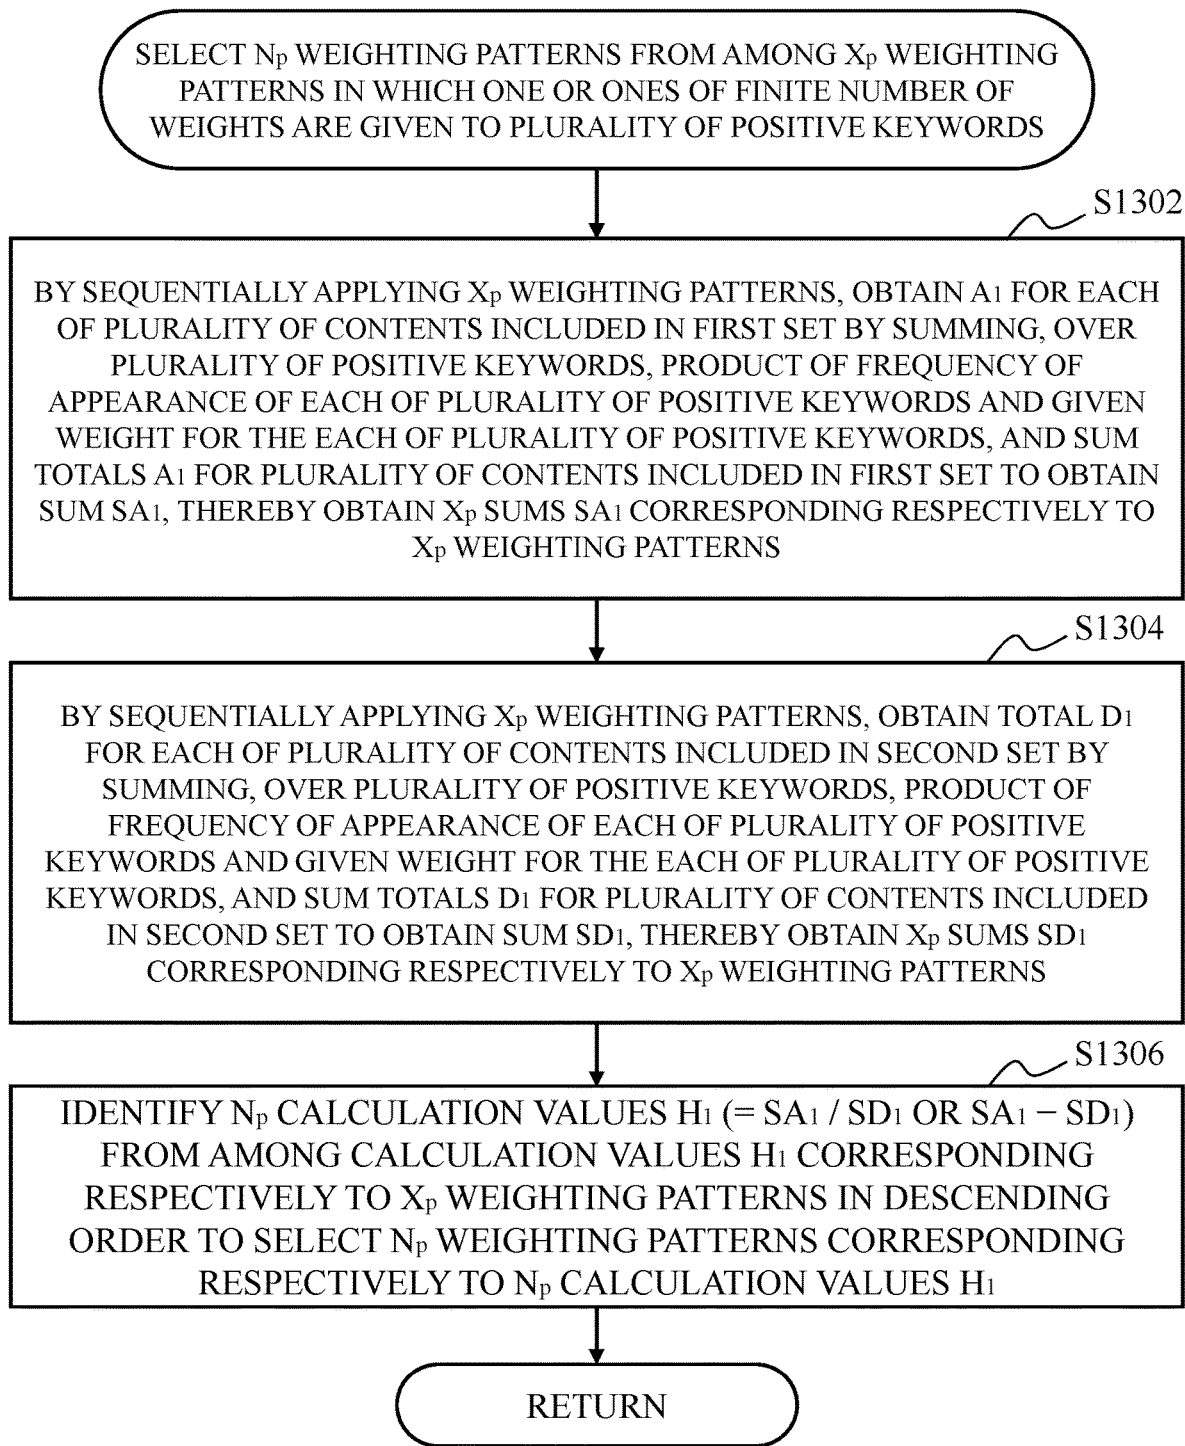 SELECT Np WEIGHTING PATTERNS FROM AMONG Xp WEIGHTING
PATTERNS IN WHICH ONE OR ONES OF FINITE NUMBER OF
WEIGHTS ARE GIVEN TO PLURALITY OF POSITIVE KEYWORDS
S1302
BY SEQUENTIALLY APPLYING Xp WEIGHTING PATTERNS, OBTAIN A1 FOR EACH
OF PLURALITY OF CONTENTS INCLUDED IN FIRST SET BY SUMMING, OVER
PLURALITY OF POSITIVE KEYWORDS, PRODUCT OF FREQUENCY OF
APPEARANCE OF EACH OF PLURALITY OF POSITIVE KEYWORDS AND GIVEN
WEIGHT FOR THE EACH OF PLURALITY OF POSITIVE KEYWORDS, AND SUM
TOTALS A1 FOR PLURALITY OF CONTENTS INCLUDED IN FIRST SET TO OBTAIN
SUM SA1, THEREBY OBTAIN Xp SUMS SA1 CORRESPONDING RESPECTIVELY TO
Xp WEIGHTING PATTERNS
S1304
BY SEQUENTIALLY APPLYING Xp WEIGHTING PATTERNS, OBTAIN TOTAL D1
FOR EACH OF PLURALITY OF CONTENTS INCLUDED IN SECOND SET BY
SUMMING, OVER PLURALITY OF POSITIVE KEYWORDS, PRODUCT OF
FREQUENCY OF APPEARANCE OF EACH OF PLURALITY OF POSITIVE
KEYWORDS AND GIVEN WEIGHT FOR THE EACH OF PLURALITY OF POSITIVE
KEYWORDS, AND SUM TOTALS D1 FOR PLURALITY OF CONTENTS INCLUDED
IN SECOND SET TO OBTAIN SUM SD1, THEREBY OBTAIN Xp SUMS SD1
CORRESPONDING RESPECTIVELY TO Xp WEIGHTING PATTERNS
S1306
IDENTIFY Np CALCULATION VALUES H1 (= SA1 / SD1 OR SA1 − SD1)
FROM AMONG CALCULATION VALUES H1 CORRESPONDING
RESPECTIVELY TO Xp WEIGHTING PATTERNS IN DESCENDING
ORDER TO SELECT Np WEIGHTING PATTERNS CORRESPONDING
RESPECTIVELY TO Np CALCULATION VALUES H1
RETURN